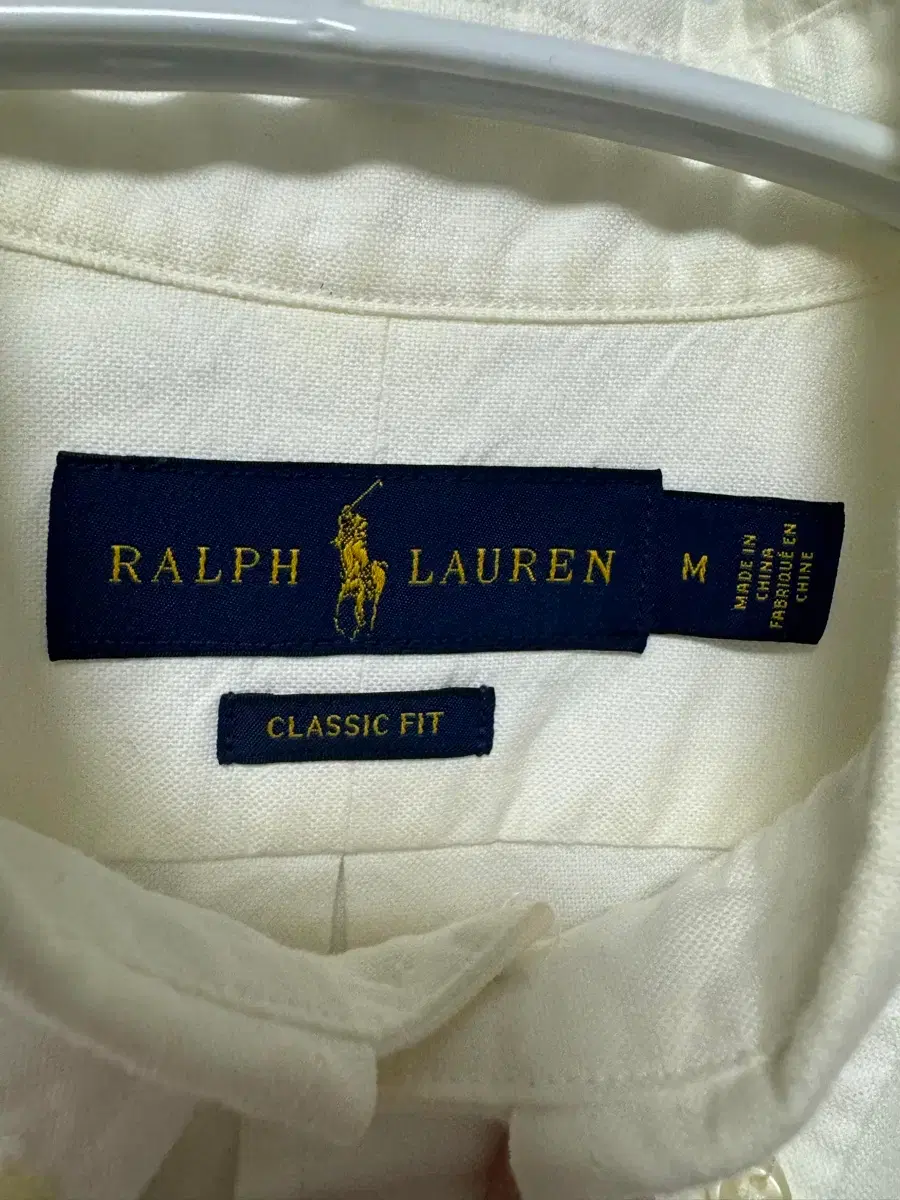 RALPH LAUREN
M
MADE IN
CHINA
FABRIQUÉ EN
CHINE
CLASSIC FIT